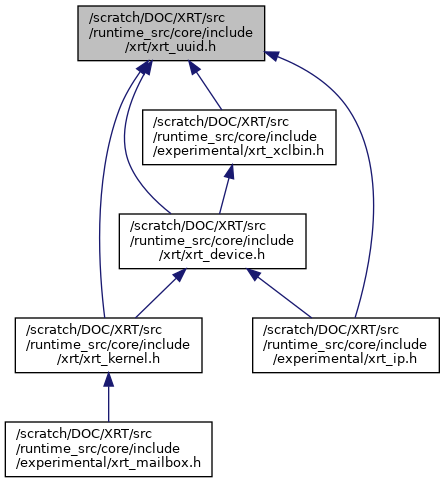 /scratch/DOC/XRT/src
/runtime_src/core/include
/xrt/xrt_uuid.h
/scratch/DOC/XRT/src
/runtime_src/core/include
/experimental/xrt_xclbin.h
/scratch/DOC/XRT/src
/runtime_src/core/include
/xrt/xrt_device.h
/scratch/DOC/XRT/src
/runtime_src/core/include
/xrt/xrt_kernel.h
/scratch/DOC/XRT/src
/runtime_src/core/include
/experimental/xrt_ip.h
/scratch/DOC/XRT/src
/runtime_src/core/include
/experimental/xrt_mailbox.h